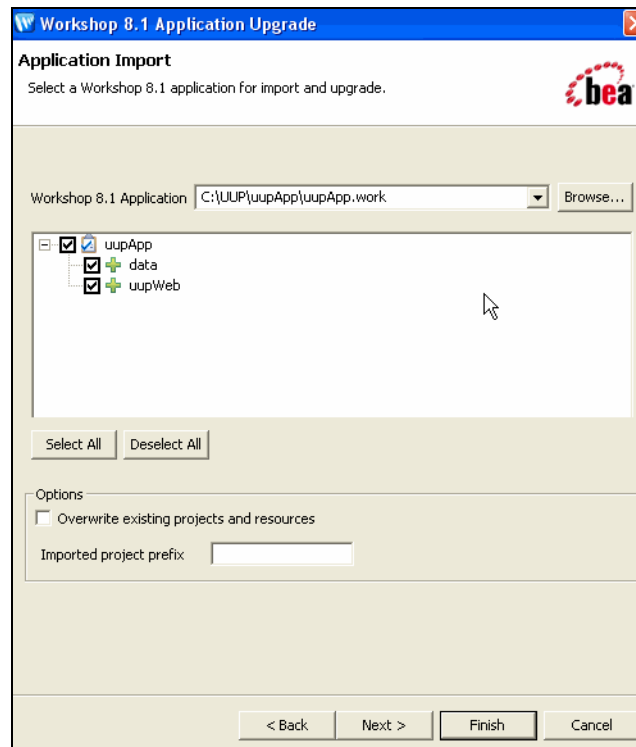 Workshop 8.1 Application Upgrade
Application Import
Select a Workshop 8.1 application for import and upgrade.
bea
Workshop 8.1 Application C:\UUP\uupApp\uupApp.work Browse...
uupApp
data
uupWeb
Select All Deselect All
Options
Overwrite existing projects and resources
Imported project prefix
< Back Next > Finish Cancel